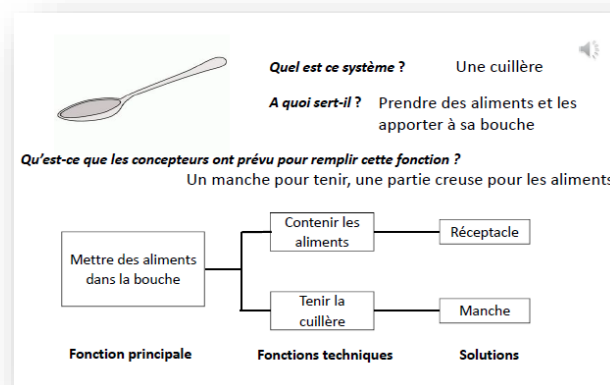 Quel est ce système ? Une cuillère
A quoi sert-il ? Prendre des aliments et les
apporter à sa bouche
Qu'est-ce que les concepteurs ont prévu pour remplir cette fonction ?
Un manche pour tenir, une partie creuse pour les aliments
Mettre des aliments
dans la bouche
Contenir les
aliments
Réceptacle
Tenir la
cuillère
Manche
Fonction principale Fonctions techniques Solutions